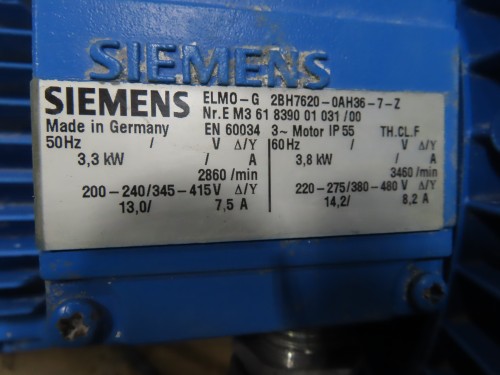 SIEMENS
SIEMENS ELMO-G 2BH7620-0AH36-7-Z
Nr.E M3 61 8390 01 031 /00
Made in Germany EN 60034 3~ Motor IP 55 TH.CL.F
50Hz / V Δ/Y 60Hz / V Δ/Y
3,3 kW / A 3,8 kW / A
2860 /min 3460 /min
200-240/345-415V Δ/Y 220-275/380-480 V Δ/Y
13,0/ 7,5 A 14,2/ 8,2 A